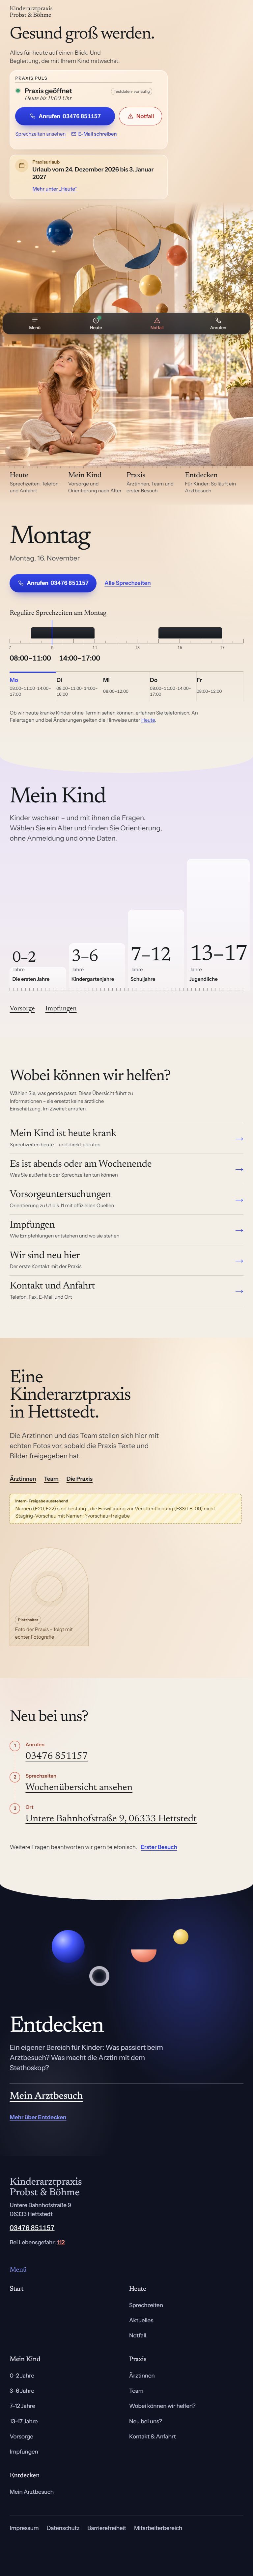 Kinderarztpraxis
Probst & Böhme
Gesund groß werden.
Alles für heute auf einen Blick. Und
Begleitung, die mit Ihrem Kind mitwächst.
PRAXIS PULS
Praxis geöffnet
Testdaten · vorläufig
Heute bis 11:00 Uhr
Anrufen 03476 851157
Notfall
Sprechzeiten ansehen
E-Mail schreiben
Praxisurlaub
Urlaub vom 24. Dezember 2026 bis 3. Januar
2027
Mehr unter „Heute“
Menü
Heute
Notfall
Anrufen
Heute
Sprechzeiten, Telefon
und Anfahrt
Mein Kind
Vorsorge und
Orientierung nach Alter
Praxis
Ärztinnen, Team und
erster Besuch
Entdecken
Für Kinder: So läuft ein
Arztbesuch
Montag
Montag, 16. November
Anrufen 03476 851157
Alle Sprechzeiten
Reguläre Sprechzeiten am Montag
7 9 11 13 15 17
08:00–11:00 14:00–17:00
Mo
08:00–11:00 · 14:00–
17:00
Di
08:00–11:00 · 14:00–
18:00
Mi
09:00–12:00
Do
08:00–11:00 · 14:00–
17:00
Fr
08:00–12:00
Ob wir heute kranke Kinder ohne Termin sehen können, erfahren Sie telefonisch. An
Feiertagen und bei Änderungen gelten die Hinweise unter Heute.
Mein Kind
Kinder wachsen – und mit ihnen die Fragen.
Wählen Sie ein Alter und finden Sie Orientierung,
ohne Anmeldung und ohne Daten.
0–2
Jahre
Die ersten Jahre
3–6
Jahre
Kindergartenjahre
7–12
Jahre
Schuljahre
13–17
Jahre
Jugendliche
Vorsorge
Impfungen
Wobei können wir helfen?
Wählen Sie, was gerade passt. Diese Übersicht führt zu
Informationen – sie ersetzt keine ärztliche
Einschätzung. Im Zweifel: anrufen.
Mein Kind ist heute krank
Sprechzeiten heute – und direkt anrufen
Es ist abends oder am Wochenende
Was Sie außerhalb der Sprechzeiten tun können
Vorsorgeuntersuchungen
Orientierung zu U1 bis J1 mit offiziellen Quellen
Impfungen
Wie Empfehlungen entstehen und wo sie stehen
Wir sind neu hier
Der erste Kontakt mit der Praxis
Kontakt und Anfahrt
Telefon, Fax, E-Mail und Ort
Eine
Kinderarztpraxis
in Hettstedt.
Die Ärztinnen und das Team stellen sich hier mit
echten Fotos vor, sobald die Praxis Texte und
Bilder freigegeben hat.
Ärztinnen
Team
Die Praxis
Intern · Freigabe ausstehend
Namen (F20, F22) sind bestätigt, die Einwilligung zur Veröffentlichung (F33/LB-09) nicht.
Staging-Vorschau mit Namen: ?vorschau=freigabe
Platzhalter
Foto der Praxis – folgt mit
echter Fotografie
Neu bei uns?
1
Anrufen
03476 851157
2
Sprechzeiten
Wochenübersicht ansehen
3
Ort
Untere Bahnhofstraße 9, 06333 Hettstedt
Weitere Fragen beantworten wir gern telefonisch. Erster Besuch
Entdecken
Ein eigener Bereich für Kinder: Was passiert beim
Arztbesuch? Was macht die Ärztin mit dem
Stethoskop?
Mein Arztbesuch
Mehr über Entdecken
Kinderarztpraxis
Probst & Böhme
Untere Bahnhofstraße 9
06333 Hettstedt
03476 851157
Bei Lebensgefahr: 112
Menü
Start
Heute
Sprechzeiten
Aktuelles
Notfall
Mein Kind
0–2 Jahre
3–6 Jahre
7–12 Jahre
13–17 Jahre
Vorsorge
Impfungen
Praxis
Ärztinnen
Team
Wobei können wir helfen?
Neu bei uns?
Kontakt & Anfahrt
Entdecken
Mein Arztbesuch
Impressum
Datenschutz
Barrierefreiheit
Mitarbeiterbereich